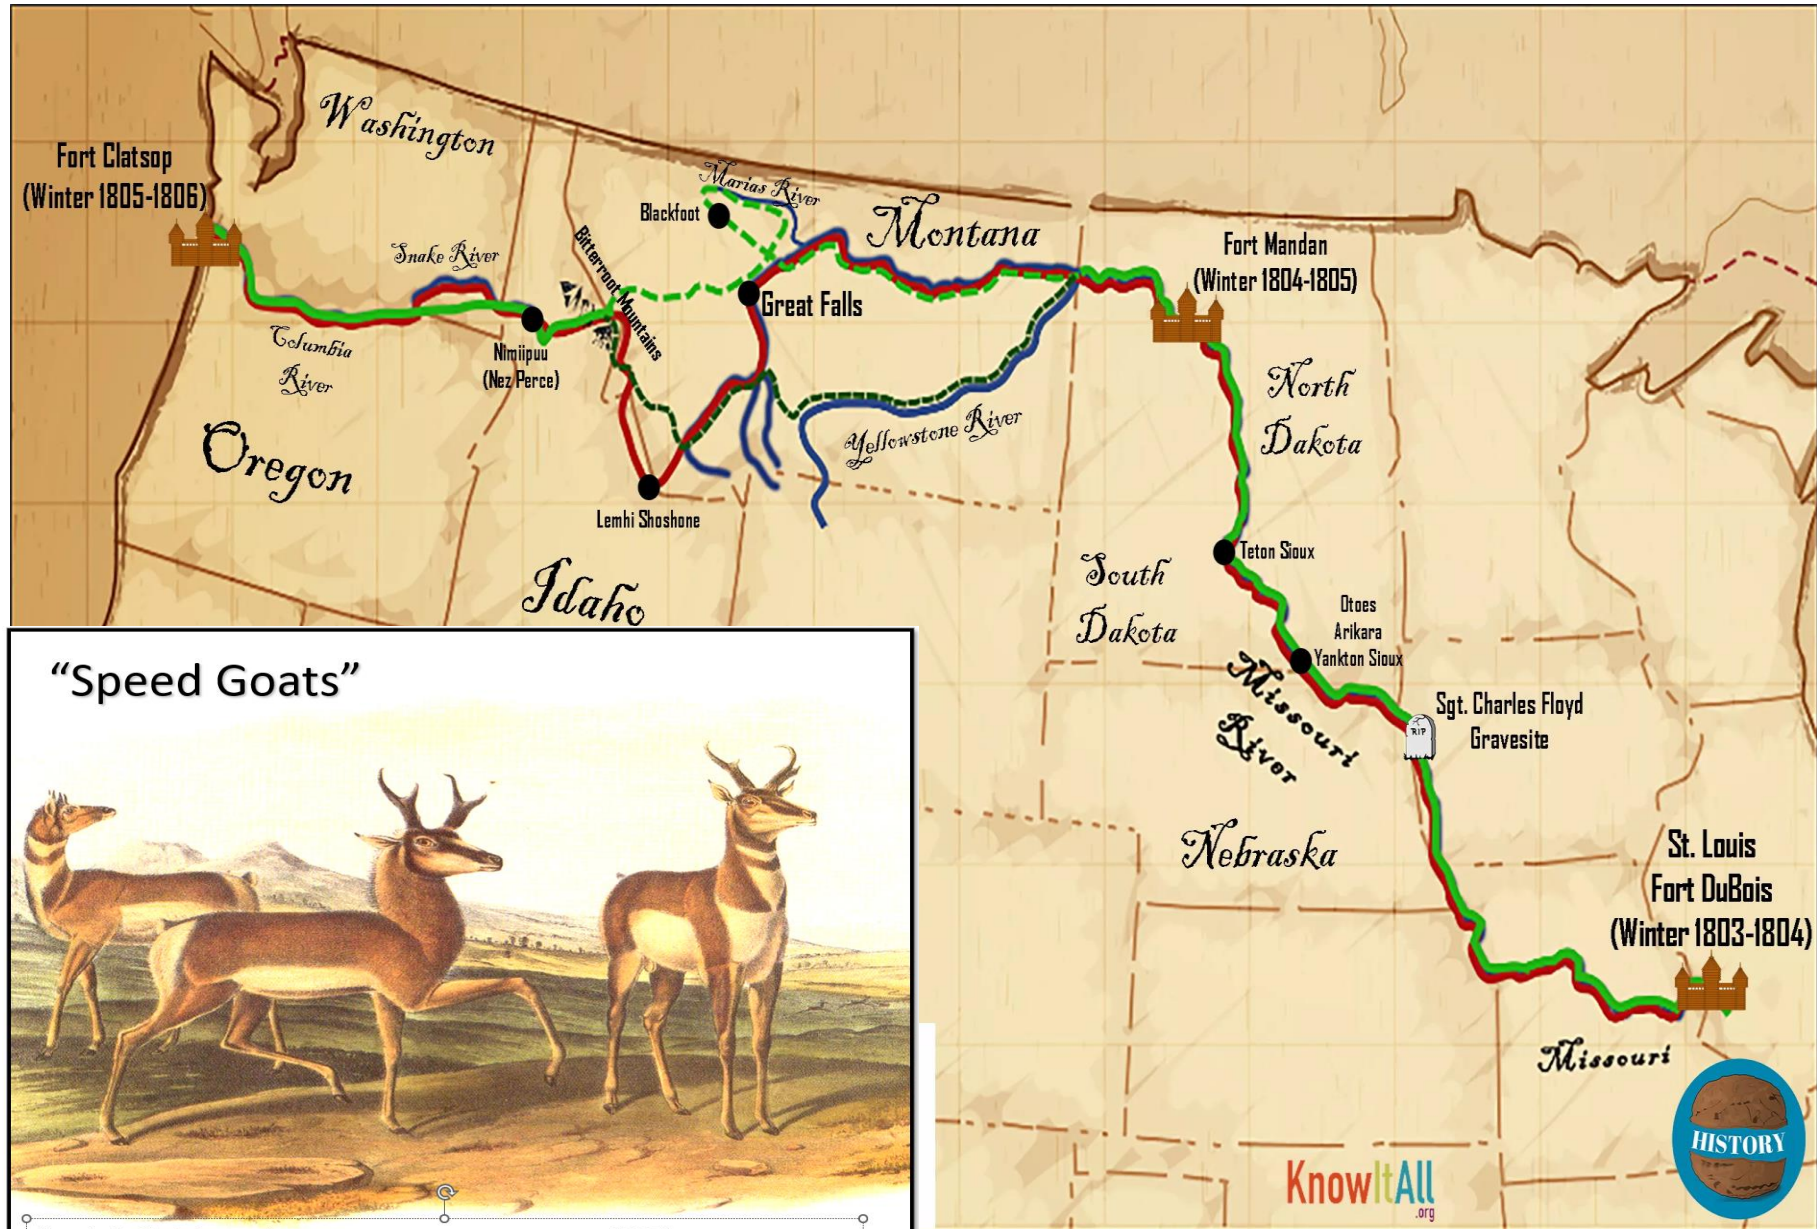 Washington
Fort Clatsop
(Winter 1805-1806)
Marias River
Blackfoot
Montana
Snake River
Bitterroot Mountains
Fort Mandan
(Winter 1804-1805)
Great Falls
Columbia
River
Nimiipuu
(Nez Perce)
North
Dakota
Yellowstone River
Oregon
Lemhi Shoshone
Idaho
Teton Sioux
South
Dakota
Otoes
Arikara
Yankton Sioux
Missouri
River
Sgt. Charles Floyd
Gravesite
RIP
Nebraska
St. Louis
Fort DuBois
(Winter 1803-1804)
Missouri
"Speed Goats"
HISTORY
KnowItAll
.org